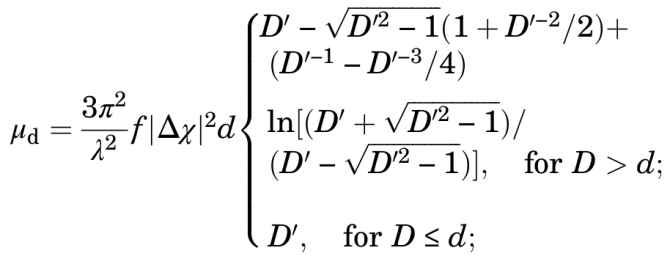 D′ − √(D′² − 1)(1 + D′⁻²/2)+
(D′⁻¹ − D′⁻³/4)
μ_d = 3π²/λ² f|Δχ|²d { ln[(D′ + √(D′² − 1))/
(D′ − √(D′² − 1))], for D > d;
D′, for D ≤ d;